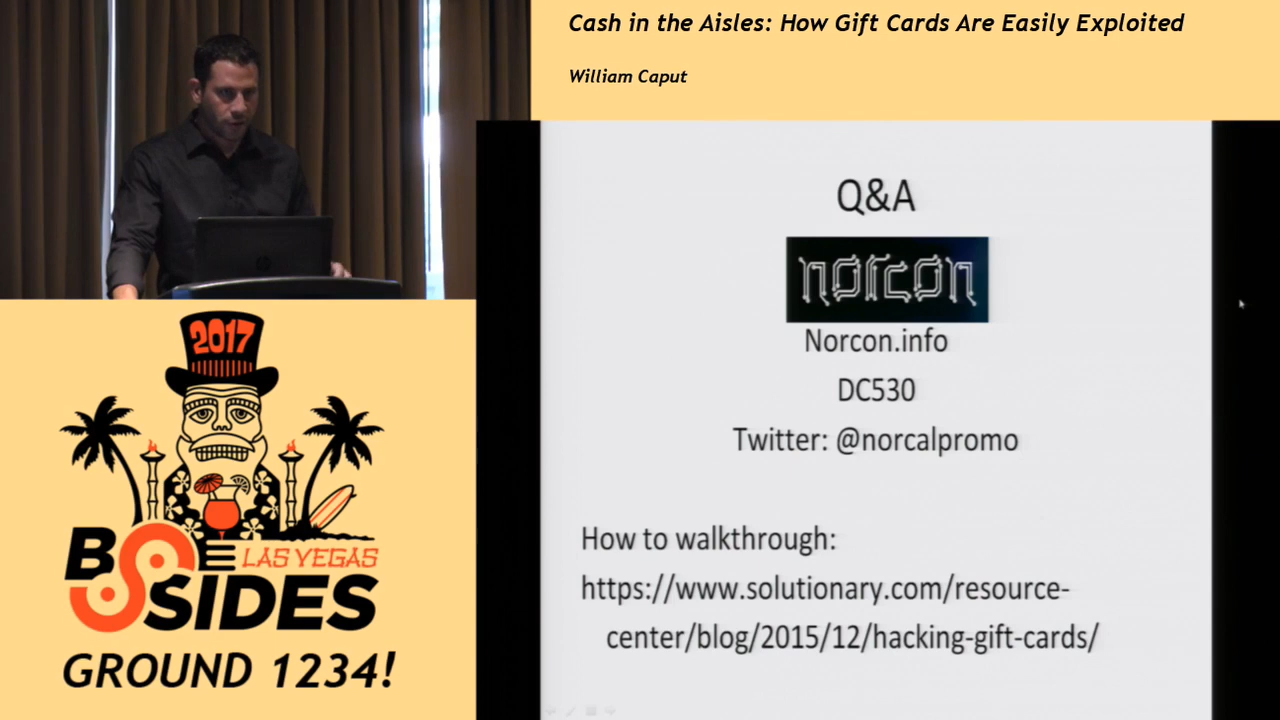 Cash in the Aisles: How Gift Cards Are Easily Exploited
William Caput
Q&A
norcon
Norcon.info
DC530
Twitter: @norcalpromo
How to walkthrough:
https://www.solutionary.com/resource-
center/blog/2015/12/hacking-gift-cards/
2017
BSIDES
LAS VEGAS
GROUND 1234!